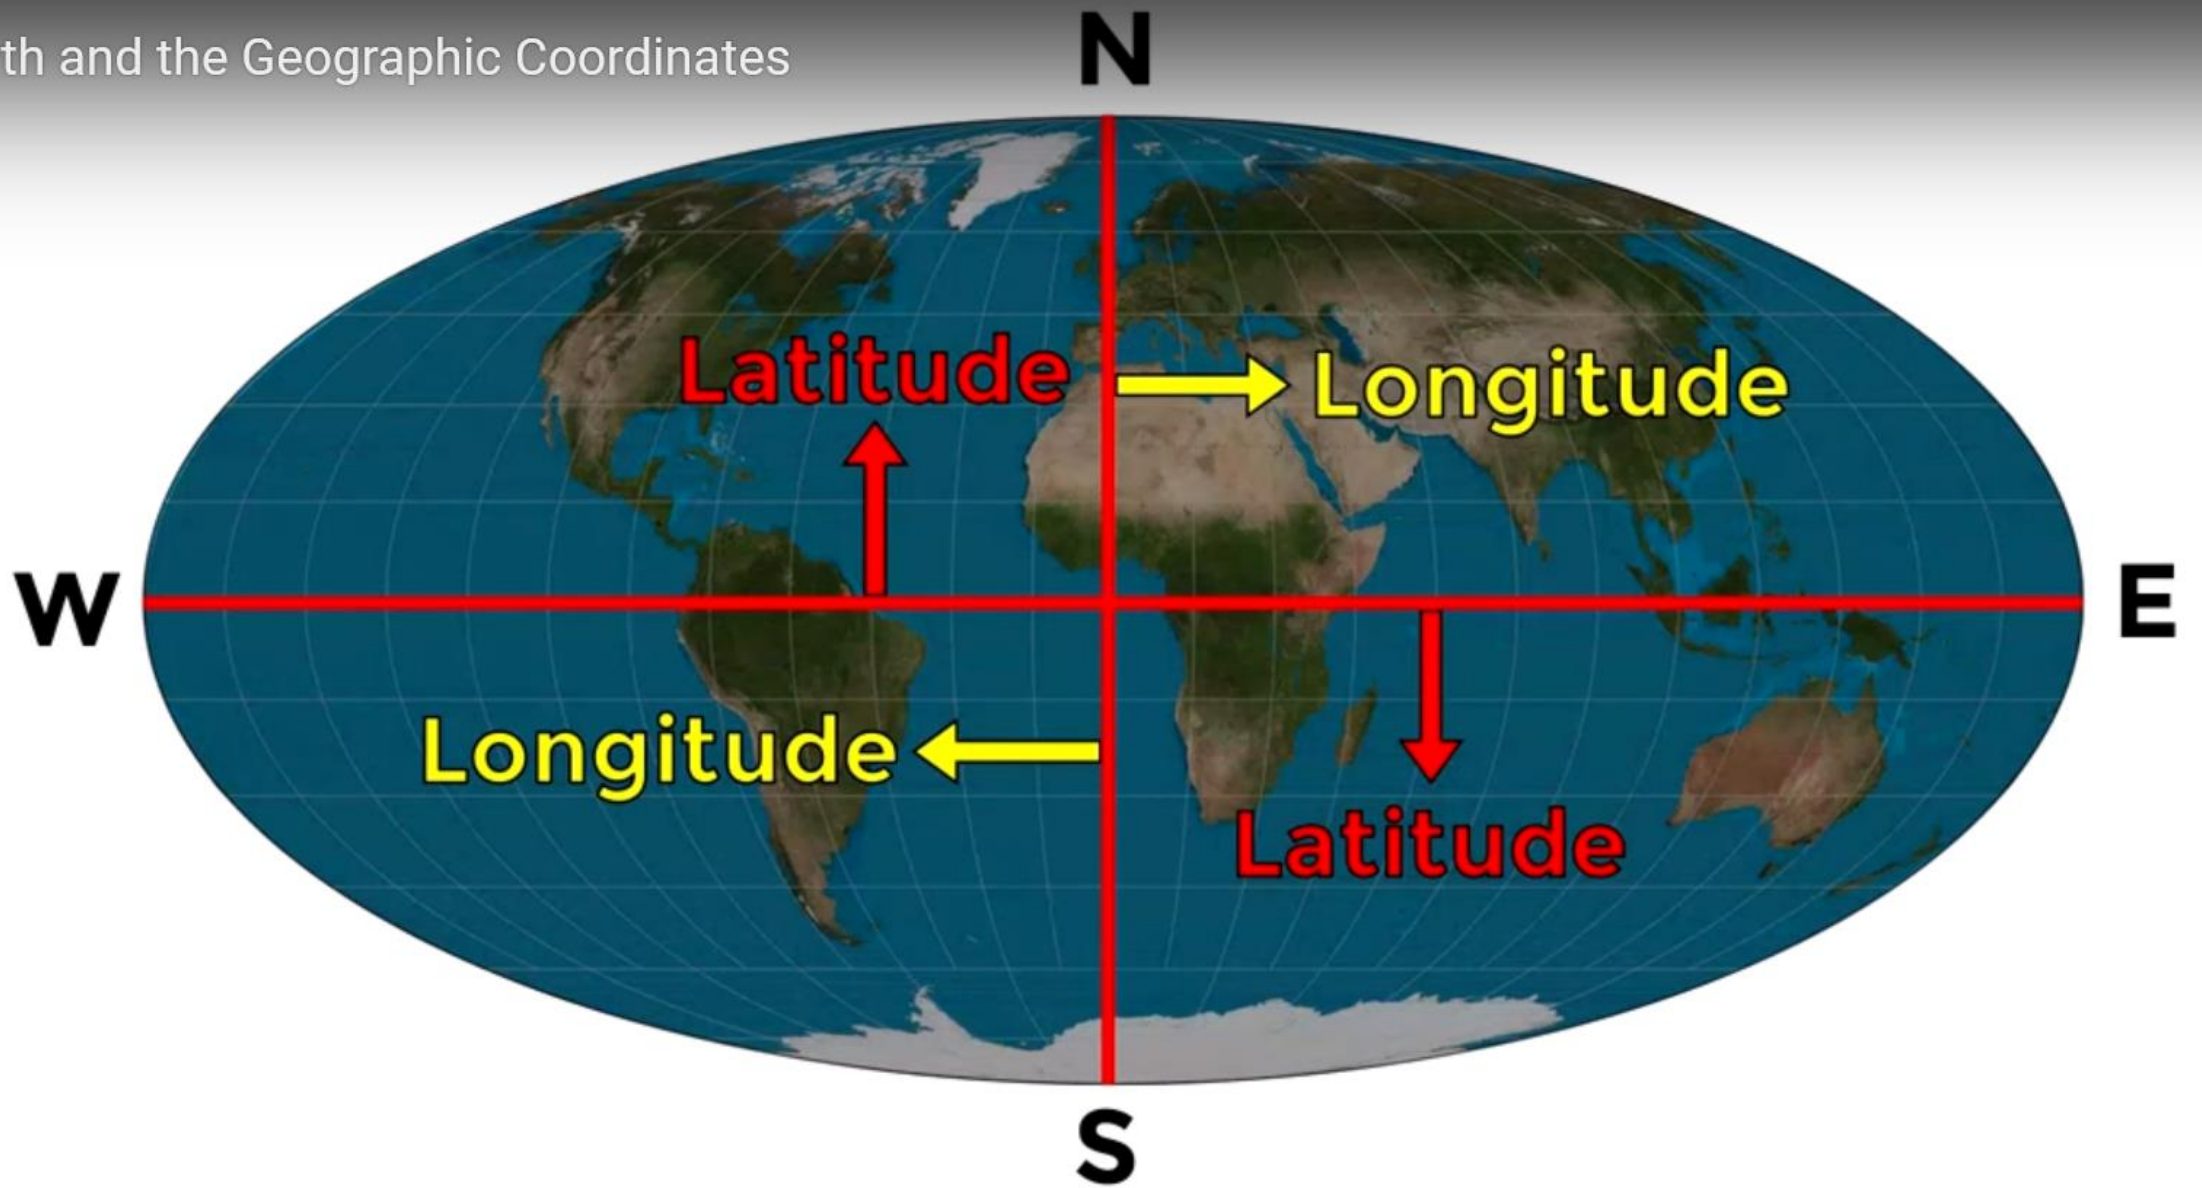 th and the Geographic Coordinates
N
Latitude
Longitude
W
E
Longitude
Latitude
S